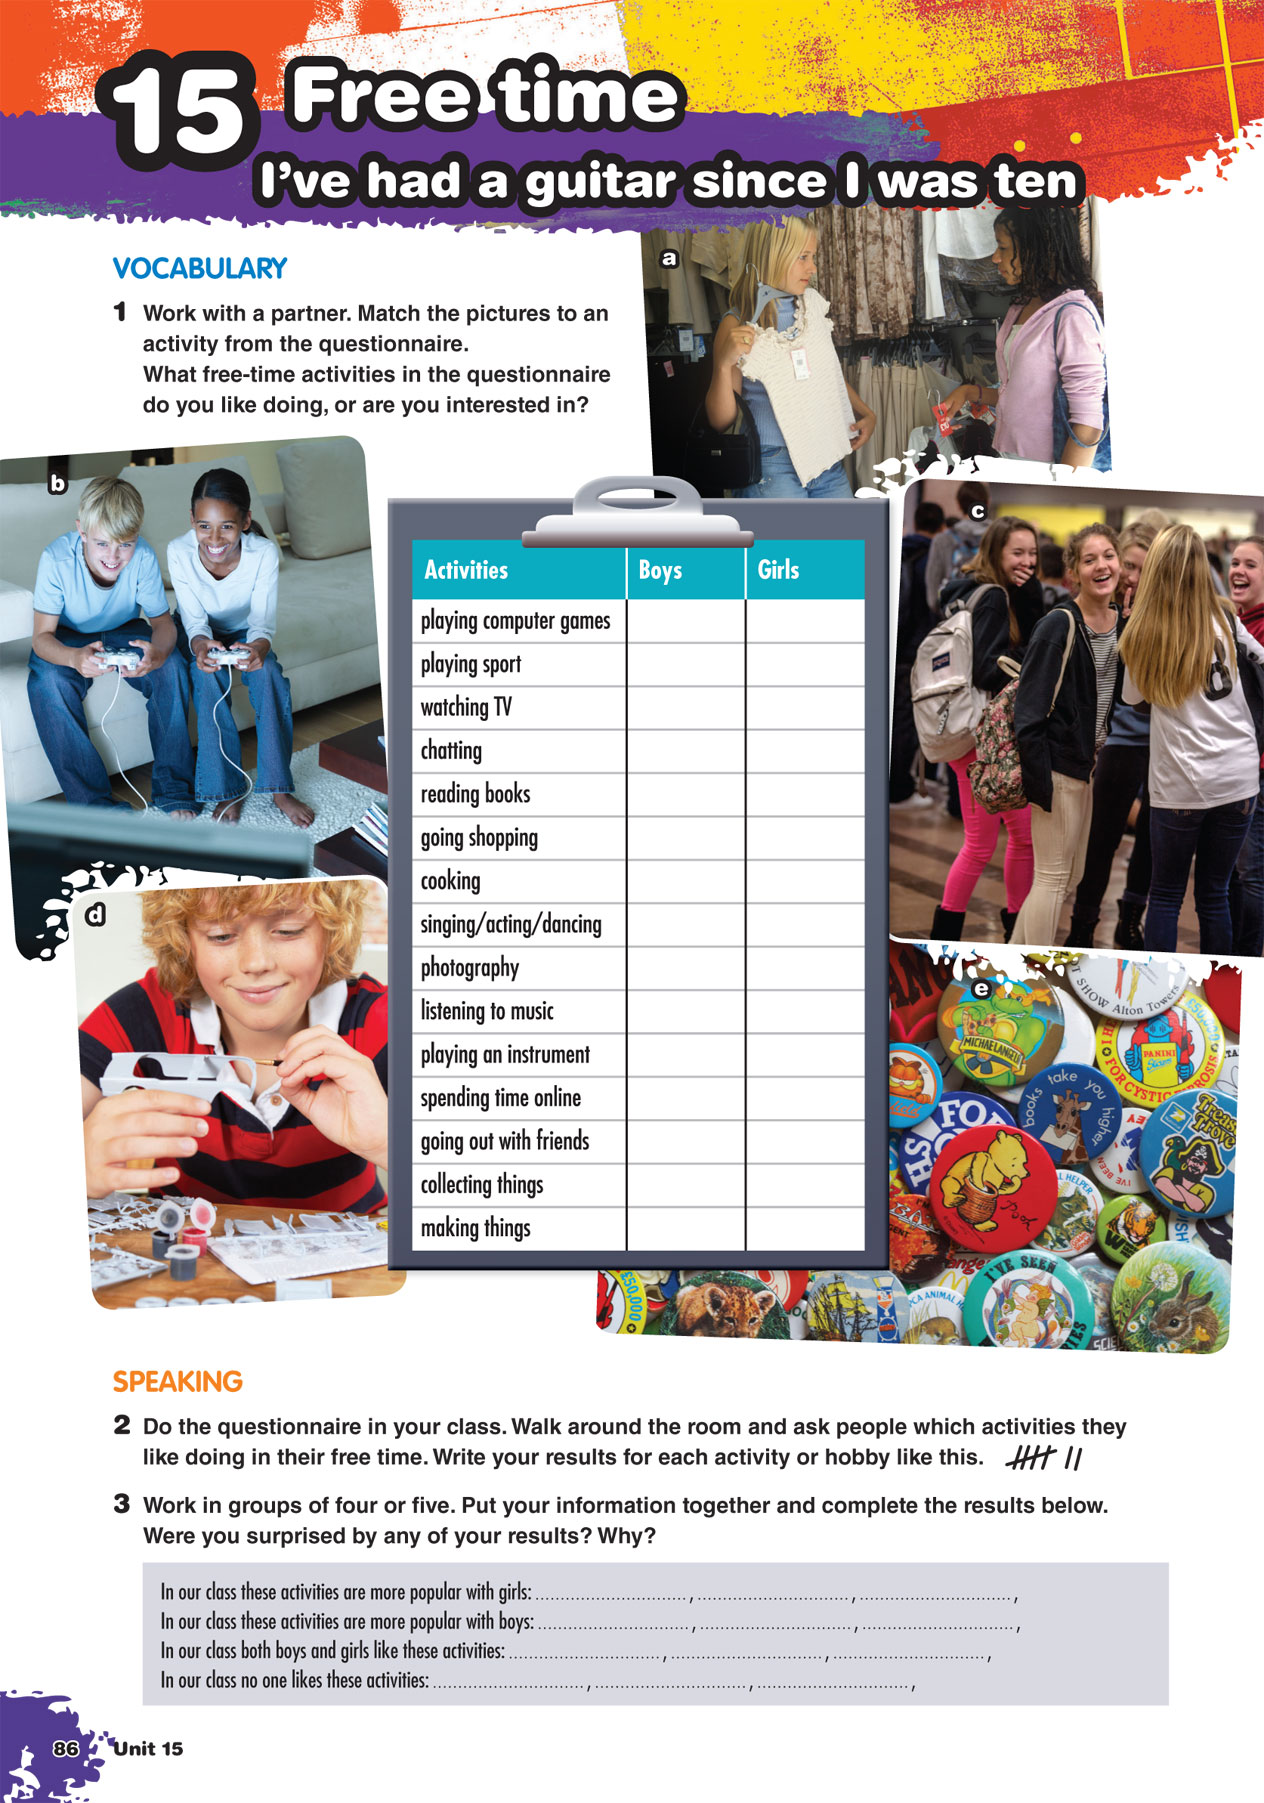 15 Free time
I've had a guitar since I was ten
VOCABULARY
1 Work with a partner. Match the pictures to an
activity from the questionnaire.
What free-time activities in the questionnaire
do you like doing, or are you interested in?
a
b
c
d
e
Activities Boys Girls
playing computer games
playing sport
watching TV
chatting
reading books
going shopping
cooking
singing/acting/dancing
photography
listening to music
playing an instrument
spending time online
going out with friends
collecting things
making things
SHOW Alton Towers
MICHAELANGELO
PANINI
FOR CYSTIC FIBROSIS
books take you higher
Treasure
Trove
FOX
Pooh
HELPER
I'VE SEEN
£50,000
SPEAKING
2 Do the questionnaire in your class. Walk around the room and ask people which activities they
like doing in their free time. Write your results for each activity or hobby like this.
3 Work in groups of four or five. Put your information together and complete the results below.
Were you surprised by any of your results? Why?
In our class these activities are more popular with girls: .............................. , .............................. , .............................. ,
In our class these activities are more popular with boys: .............................. , .............................. , .............................. ,
In our class both boys and girls like these activities: .............................. , .............................. , .............................. ,
In our class no one likes these activities: .............................. , .............................. , .............................. ,
86 Unit 15